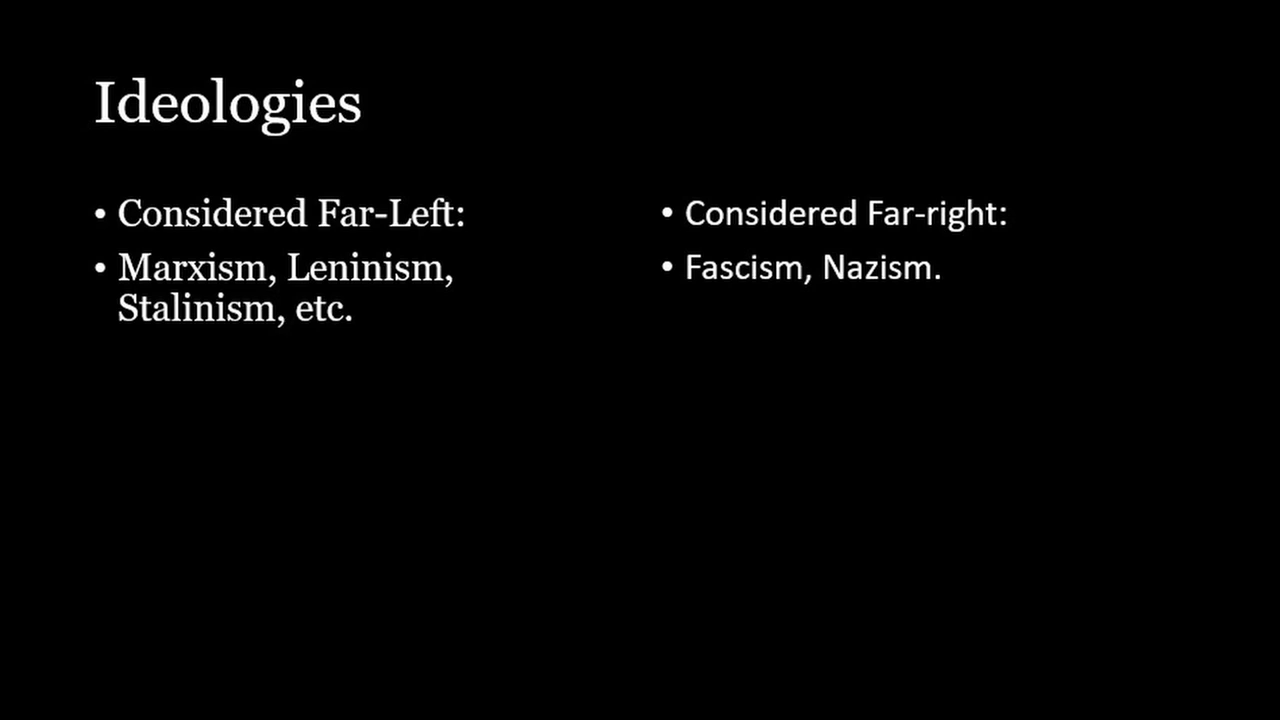 Ideologies
• Considered Far-Left:
• Marxism, Leninism,
Stalinism, etc.
• Considered Far-right:
• Fascism, Nazism.